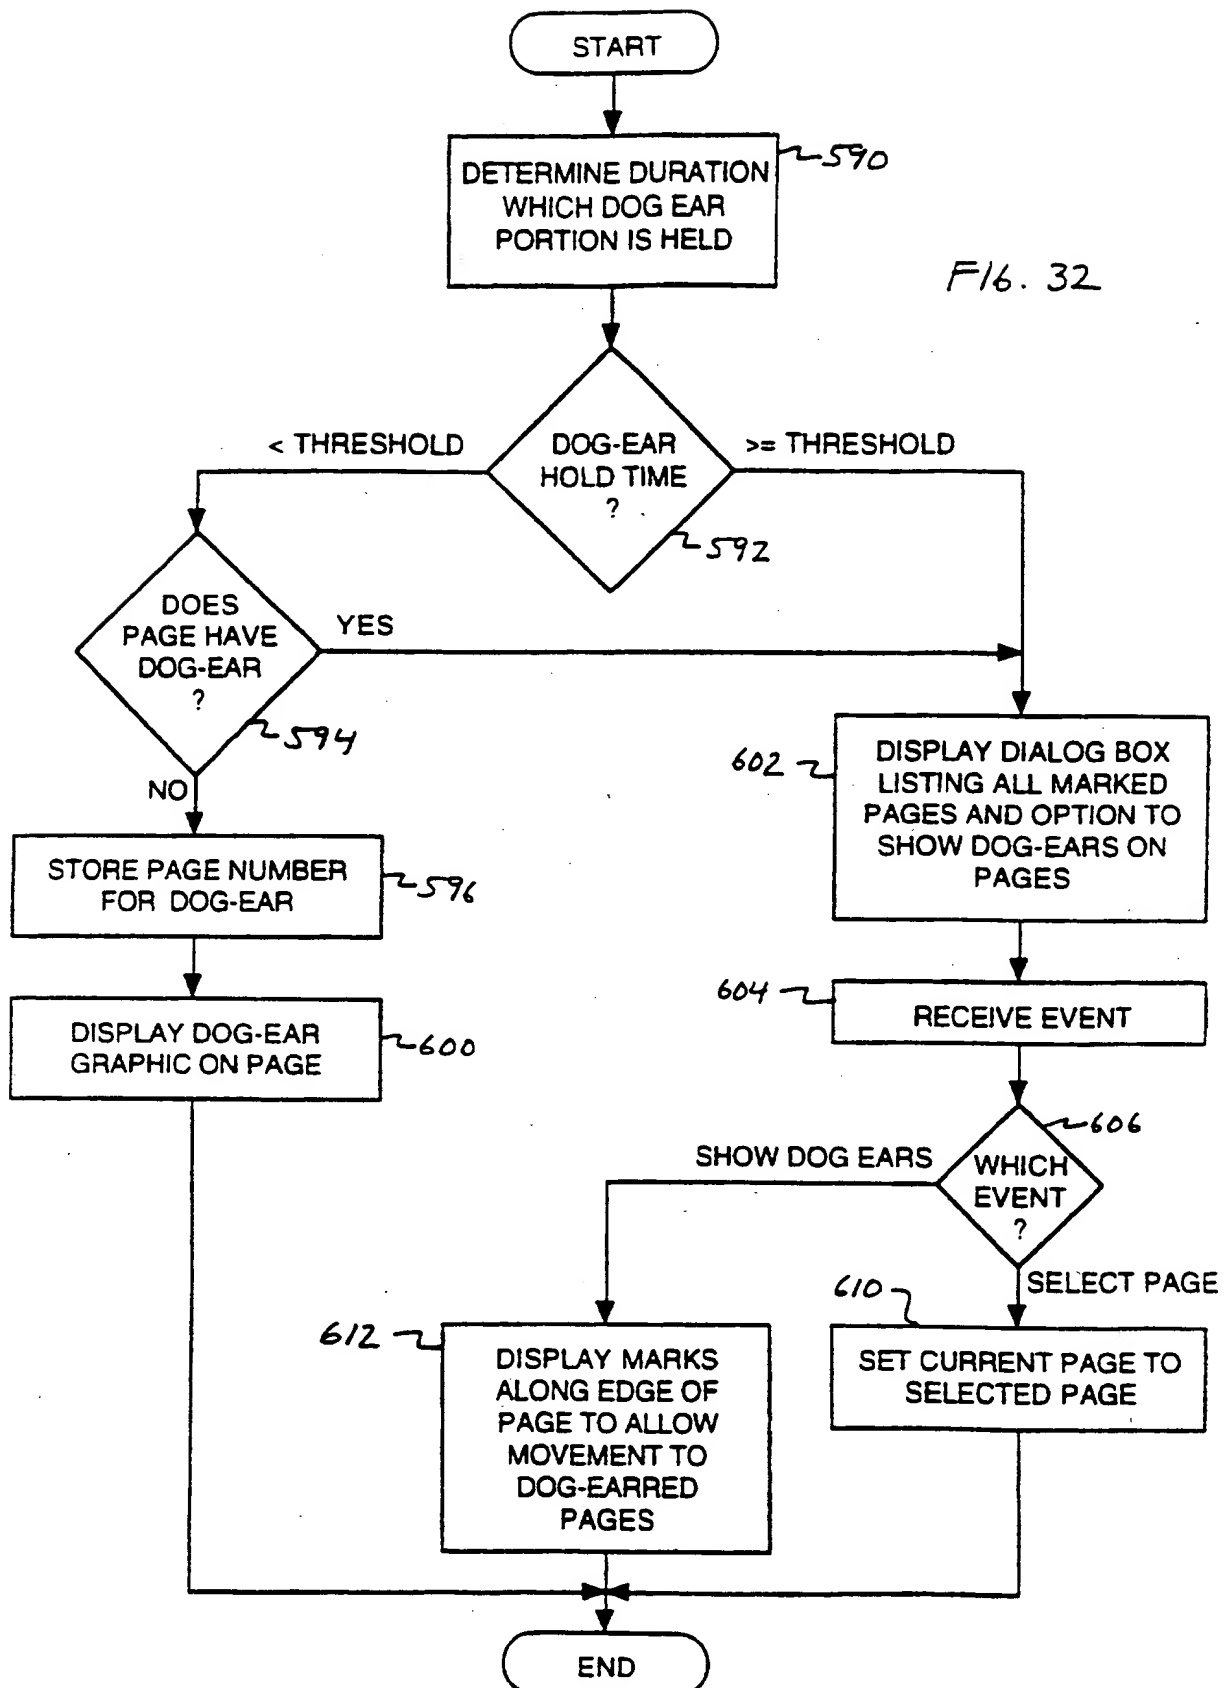 START
DETERMINE DURATION
WHICH DOG EAR
PORTION IS HELD
590
FIG. 32
< THRESHOLD
DOG-EAR
HOLD TIME
?
>= THRESHOLD
592
DOES
PAGE HAVE
DOG-EAR
?
YES
594
NO
STORE PAGE NUMBER
FOR DOG-EAR
596
DISPLAY DOG-EAR
GRAPHIC ON PAGE
600
602
DISPLAY DIALOG BOX
LISTING ALL MARKED
PAGES AND OPTION TO
SHOW DOG-EARS ON
PAGES
604
RECEIVE EVENT
606
SHOW DOG EARS
WHICH
EVENT
?
SELECT PAGE
610
SET CURRENT PAGE TO
SELECTED PAGE
612
DISPLAY MARKS
ALONG EDGE OF
PAGE TO ALLOW
MOVEMENT TO
DOG-EARRED
PAGES
END